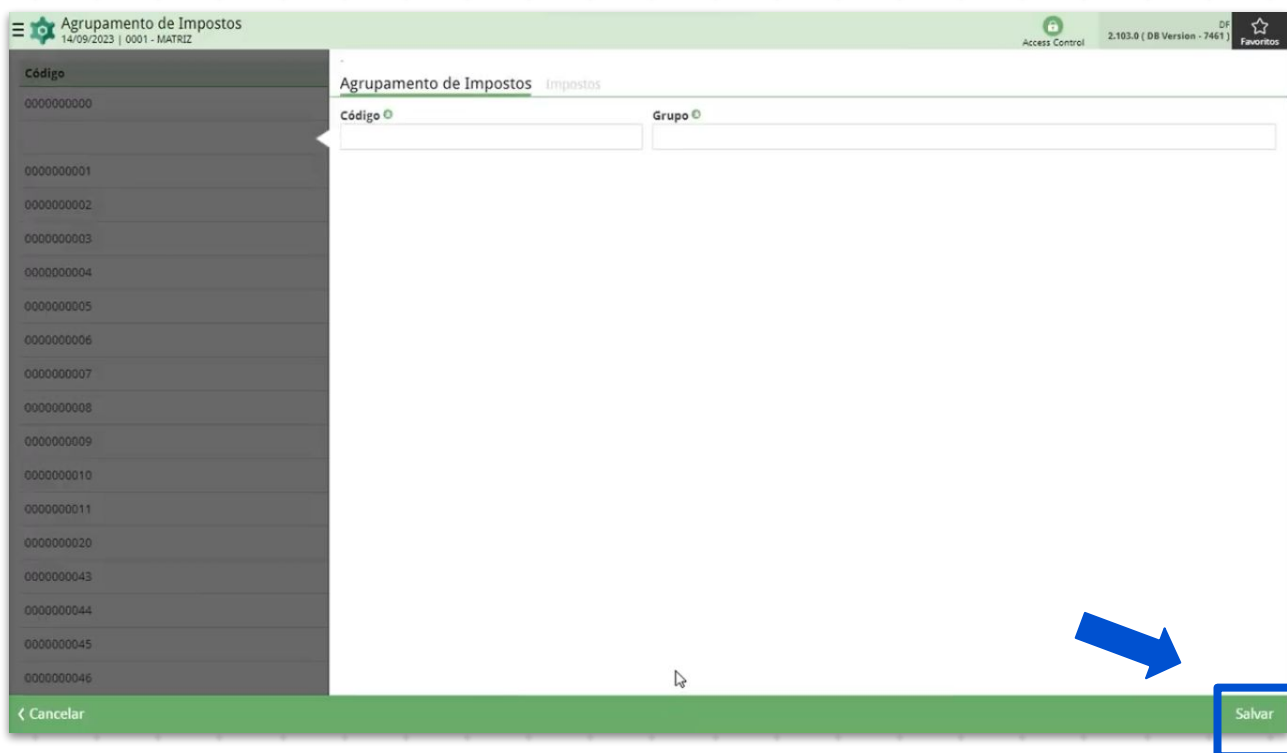 Agrupamento de Impostos
14/09/2023 | 0001 - MATRIZ
Access Control
DF
2.103.0 ( DB Version - 7461 )
Favoritos
Código
0000000000
0000000001
0000000002
0000000003
0000000004
0000000005
0000000006
0000000007
0000000008
0000000009
0000000010
0000000011
0000000020
0000000043
0000000044
0000000045
0000000046
-
Agrupamento de Impostos Impostos
Código Grupo
Cancelar
Salvar